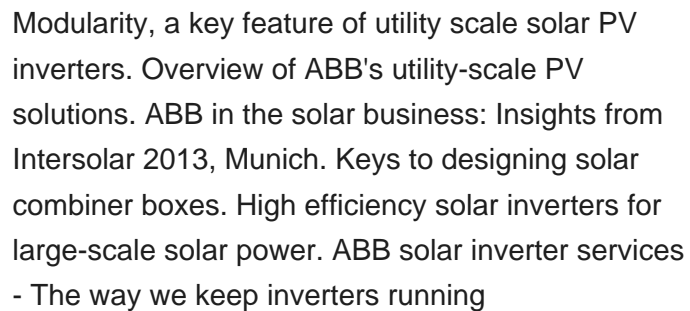 Modularity, a key feature of utility scale solar PV
inverters. Overview of ABB's utility-scale PV
solutions. ABB in the solar business: Insights from
Intersolar 2013, Munich. Keys to designing solar
combiner boxes. High efficiency solar inverters for
large-scale solar power. ABB solar inverter services
- The way we keep inverters running